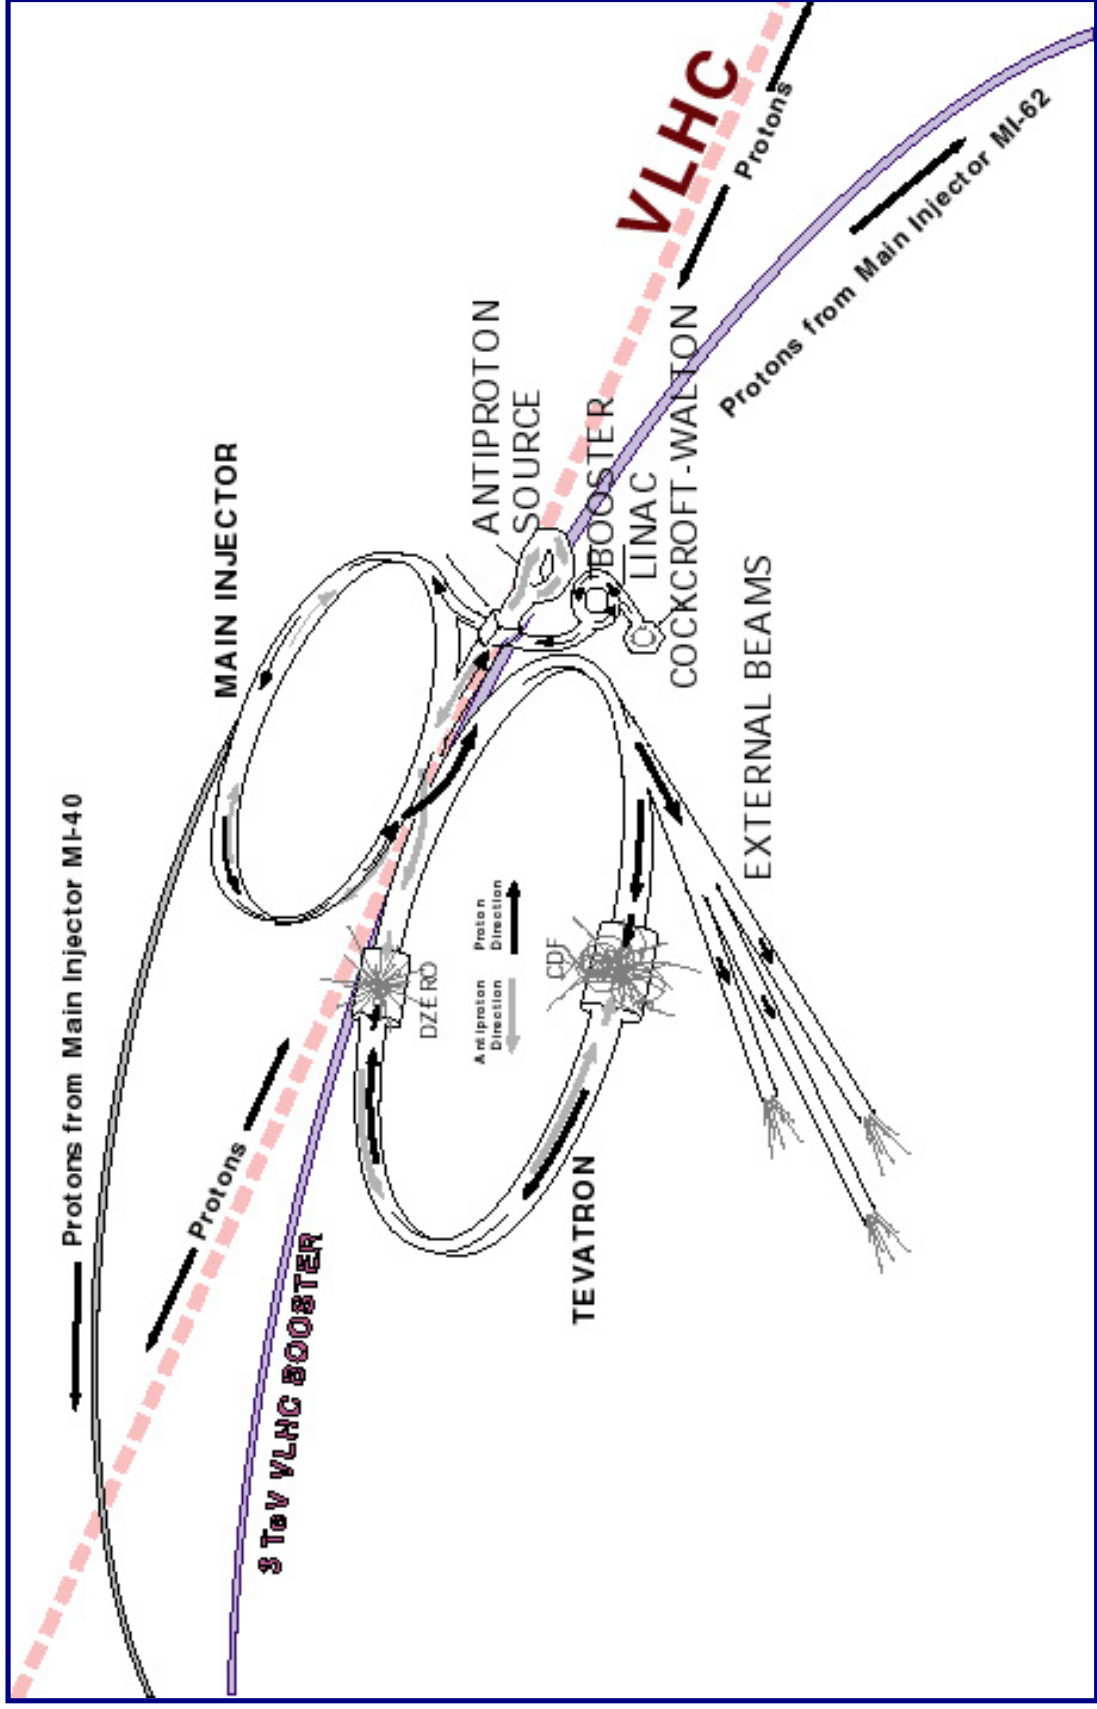 Protons from Main Injector MI-40
Protons
3 TeV VLHC BOOSTER
MAIN INJECTOR
DZERO
Antiproton
Direction
Proton
Direction
CDF
TEVATRON
ANTIPROTON
SOURCE
BOOSTER
LINAC
COCKCROFT-WALTON
EXTERNAL BEAMS
VLHC
Protons
Protons from Main Injector MI-62